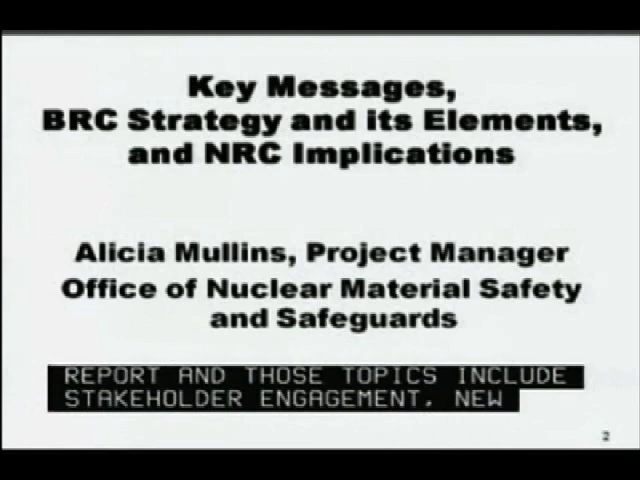 Key Messages,
BRC Strategy and its Elements,
and NRC Implications
Alicia Mullins, Project Manager
Office of Nuclear Material Safety
and Safeguards
REPORT AND THOSE TOPICS INCLUDE
STAKEHOLDER ENGAGEMENT. NEW
2